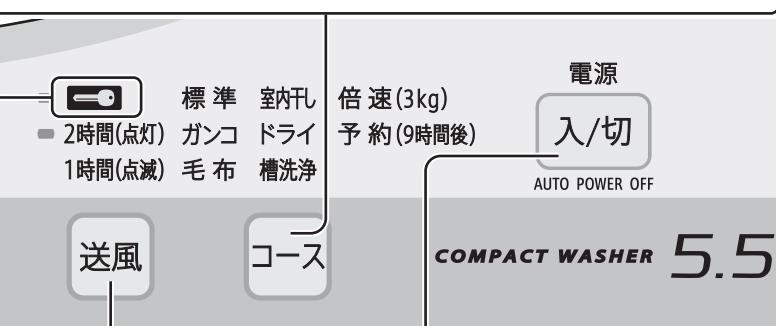 電源
標準 室内干し 倍速(3kg)
2時間(点灯) ガンコ ドライ 予約(9時間後)
入/切
1時間(点滅) 毛布 槽洗浄
AUTO POWER OFF
送風 コース
COMPACT WASHER 5.5